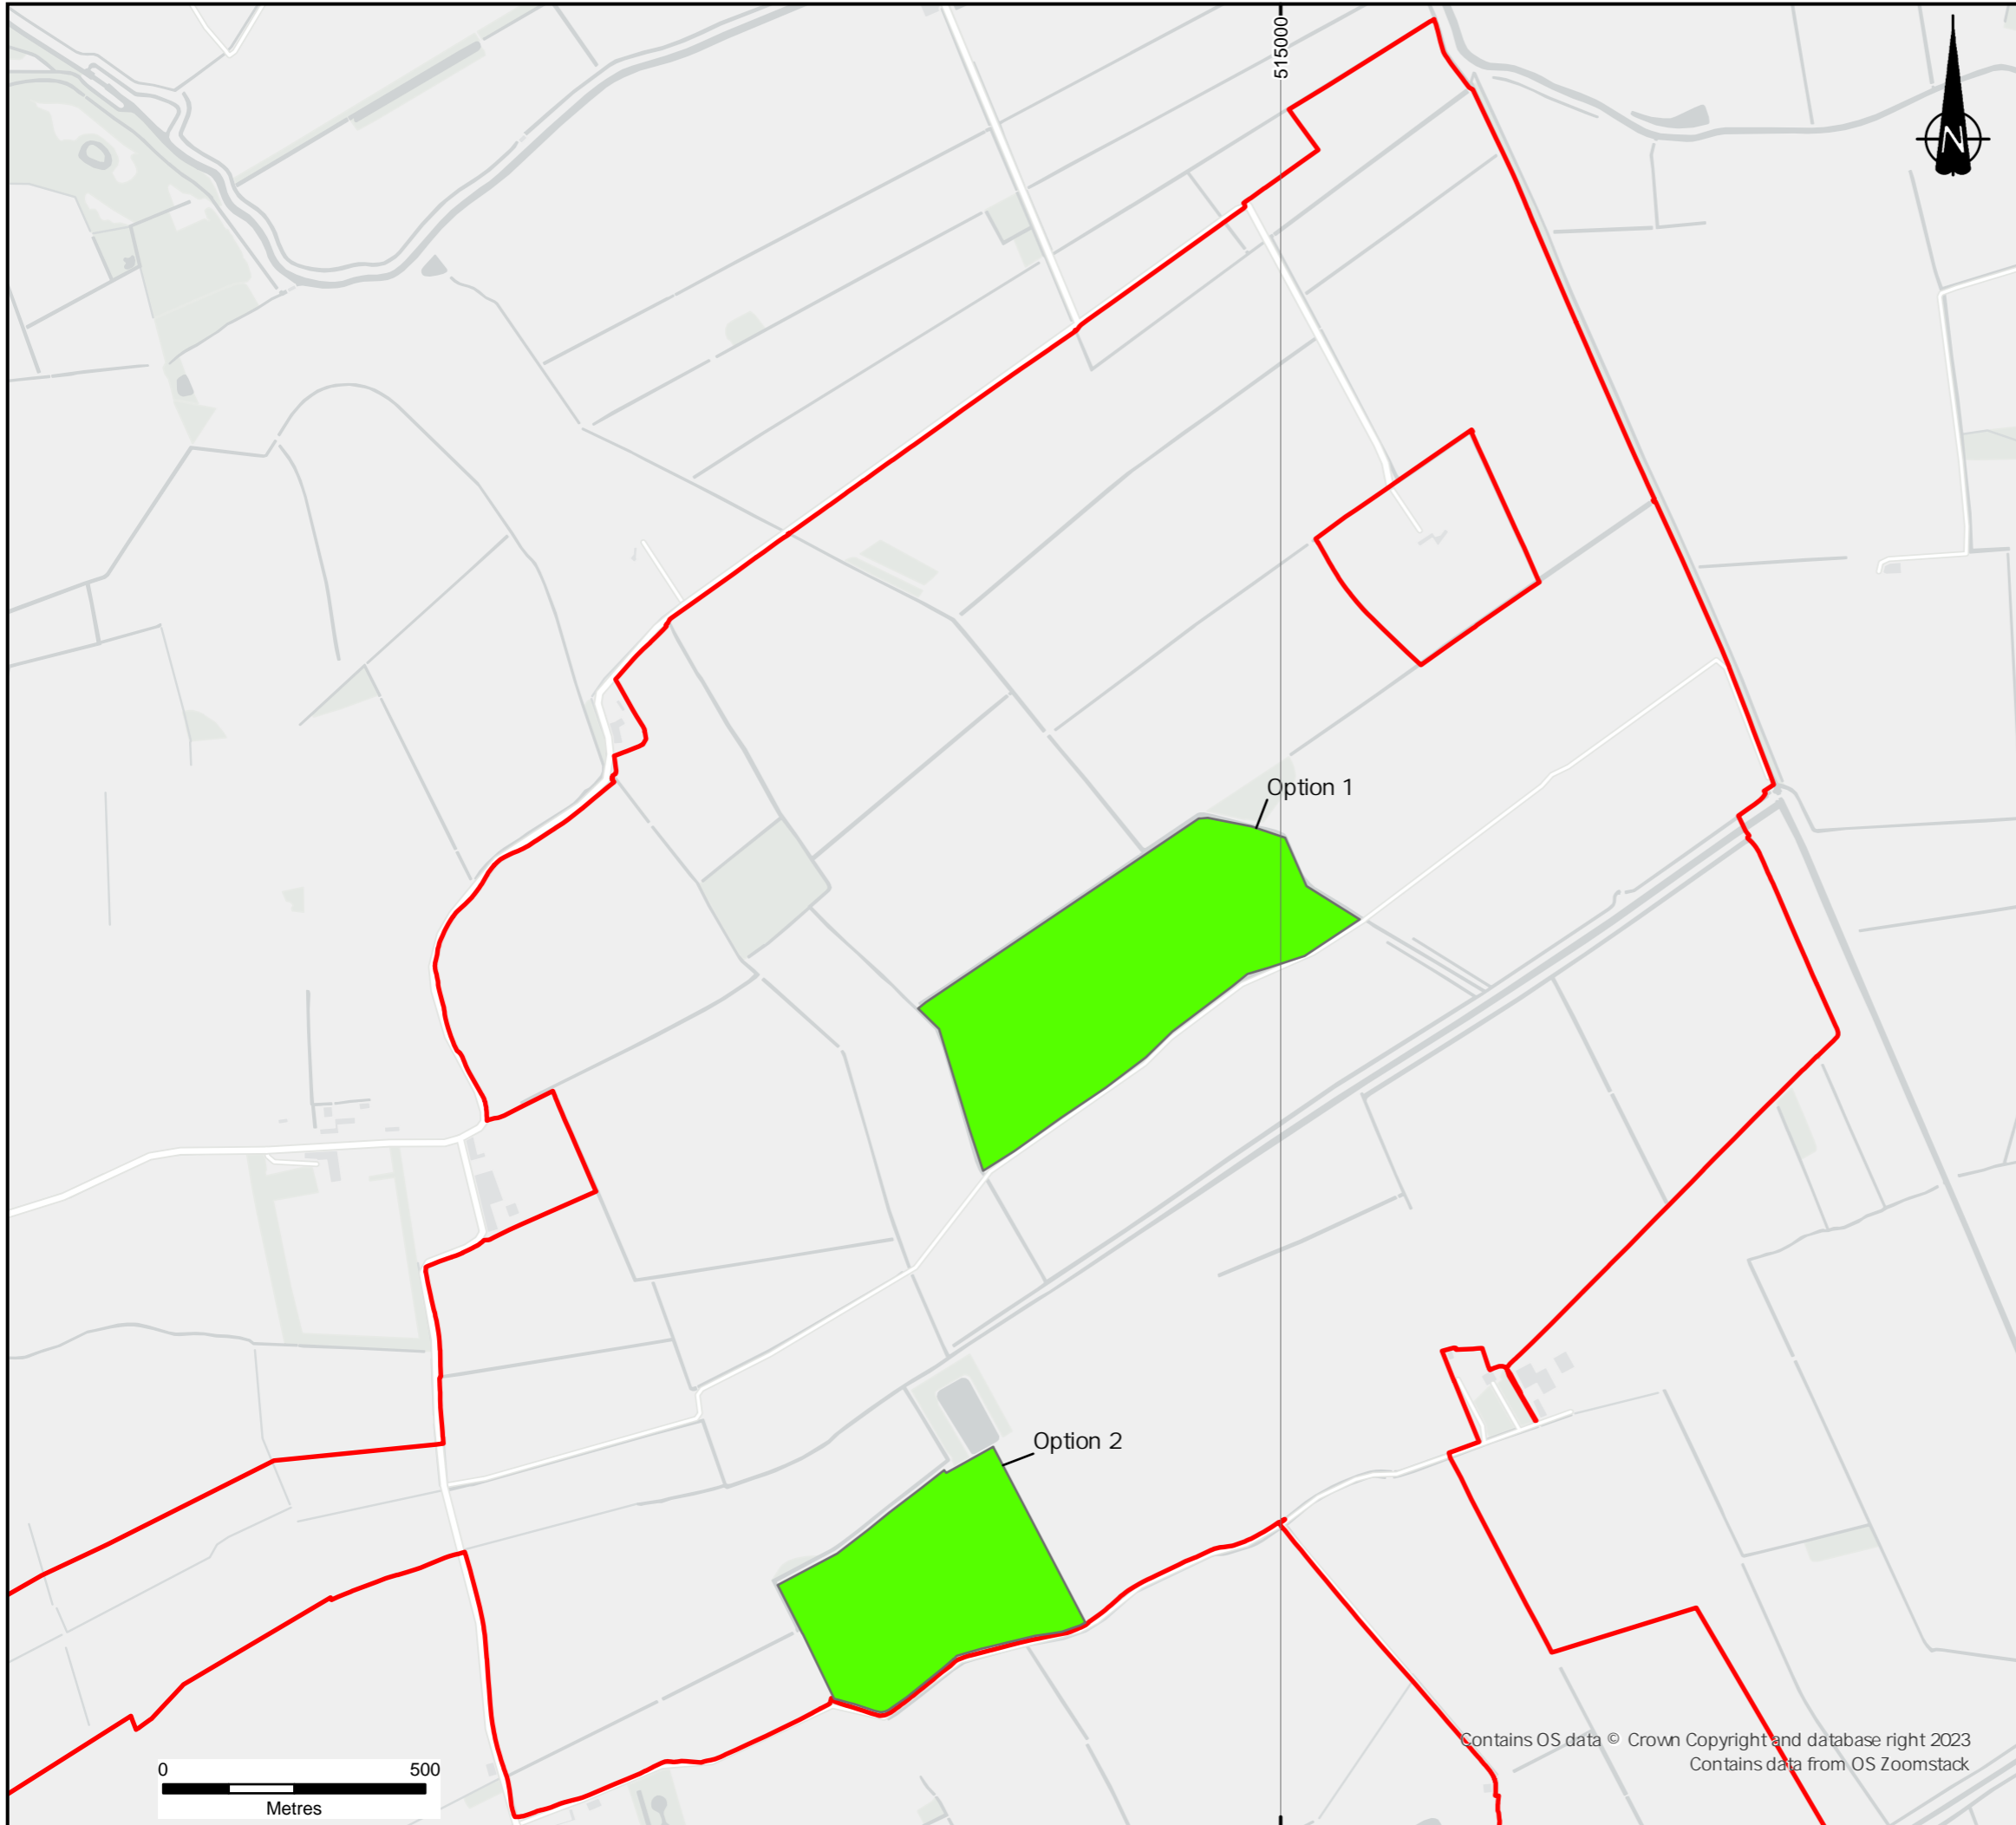 515000
N
Option 1
Option 2
Contains OS data © Crown Copyright and database right 2023
Contains data from OS Zoomstack
0 500
Metres